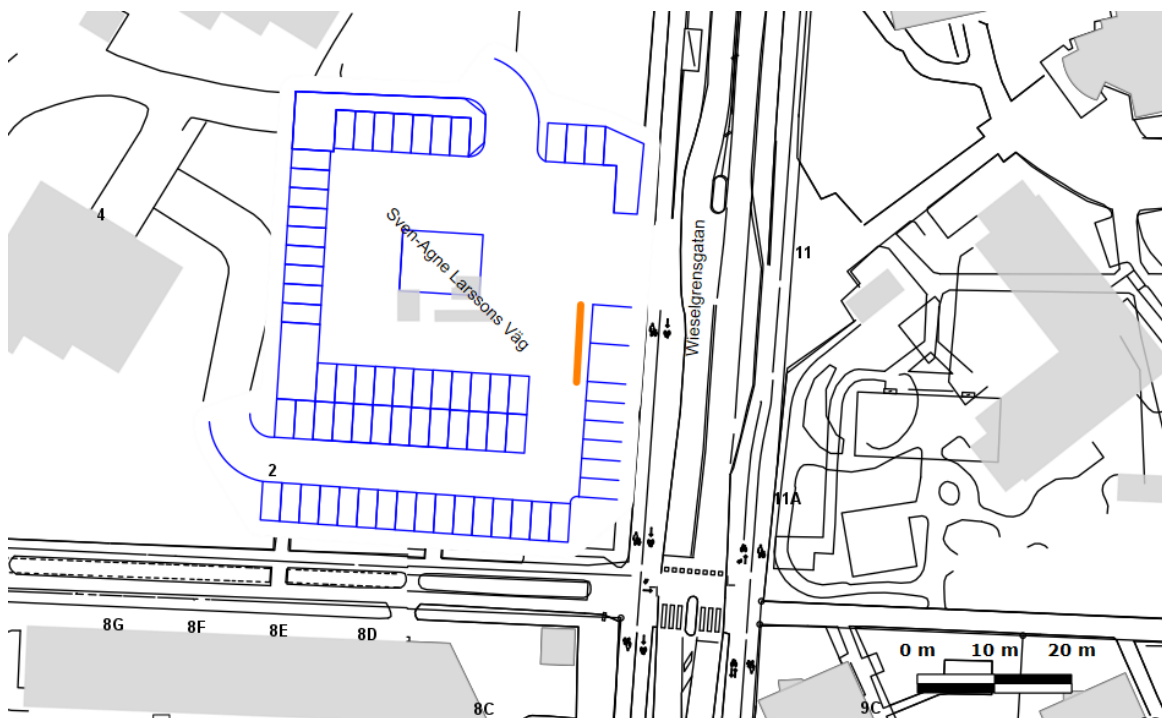 4
Sven-Agne Larssons Väg
Wieselgrensgatan
11
2
11A
8G
8F
8E
8D
0 m 10 m 20 m
8C
9C